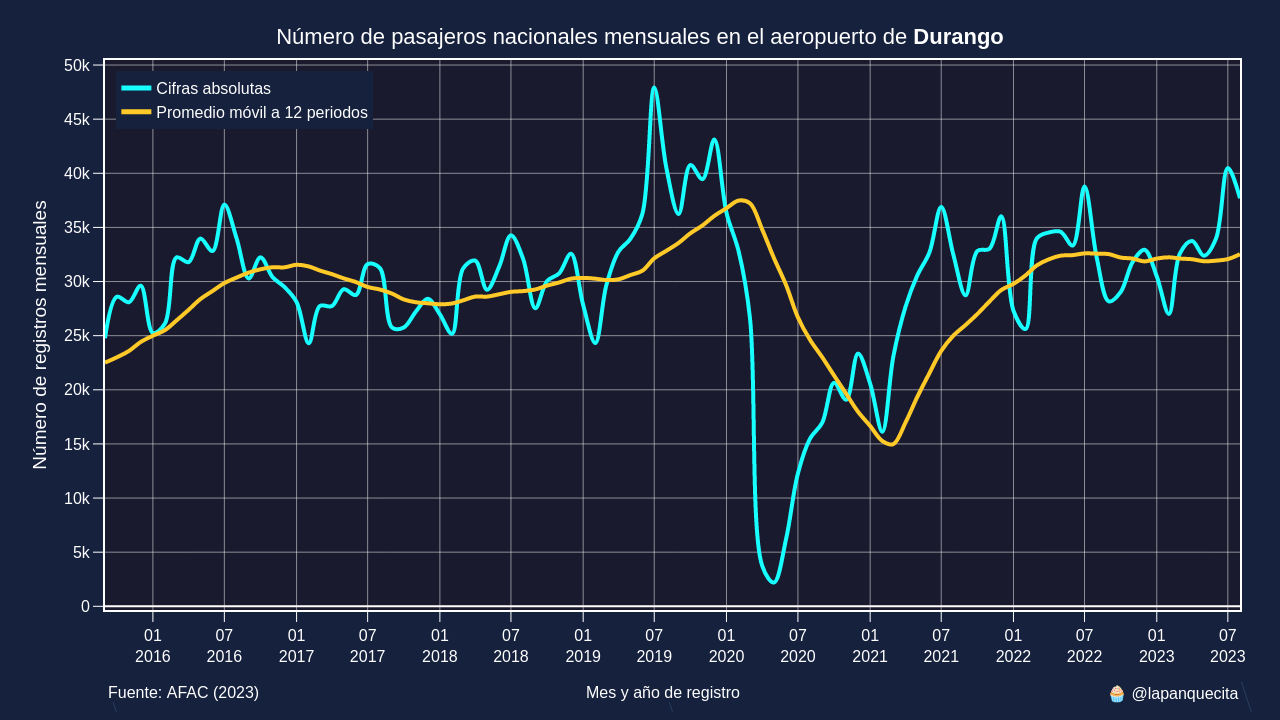 Número de pasajeros nacionales mensuales en el aeropuerto de Durango
Cifras absolutas
Promedio móvil a 12 periodos
Número de registros mensuales
50k
45k
40k
35k
30k
25k
20k
15k
10k
5k
0
01 07 01 07 01 07 01 07 01 07 01 07 01 07 01 07
2016 2016 2017 2017 2018 2018 2019 2019 2020 2020 2021 2021 2022 2022 2023 2023
Fuente: AFAC (2023) Mes y año de registro 🧁 @lapanquecita